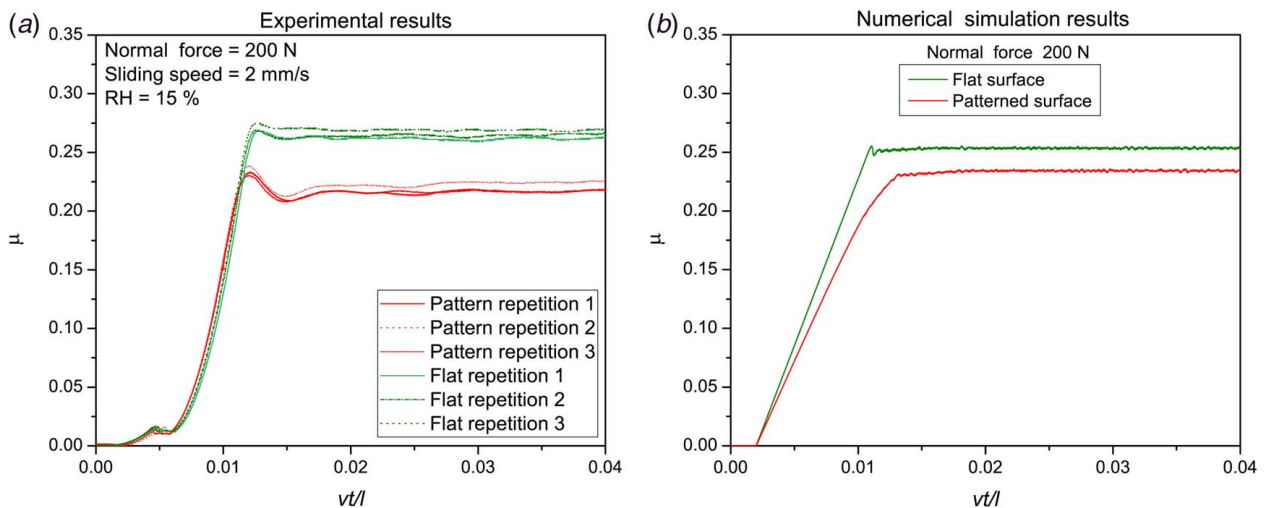 (a)
Experimental results
Normal force = 200 N
Sliding speed = 2 mm/s
RH = 15 %
0.35
0.30
0.25
0.20
0.15
0.10
0.05
0.00
μ
Pattern repetition 1
Pattern repetition 2
Pattern repetition 3
Flat repetition 1
Flat repetition 2
Flat repetition 3
0.00 0.01 0.02 0.03 0.04
vt/l
(b)
Numerical simulation results
Normal force 200 N
Flat surface
Patterned surface
0.35
0.30
0.25
0.20
0.15
0.10
0.05
0.00
μ
0.00 0.01 0.02 0.03 0.04
vt/l